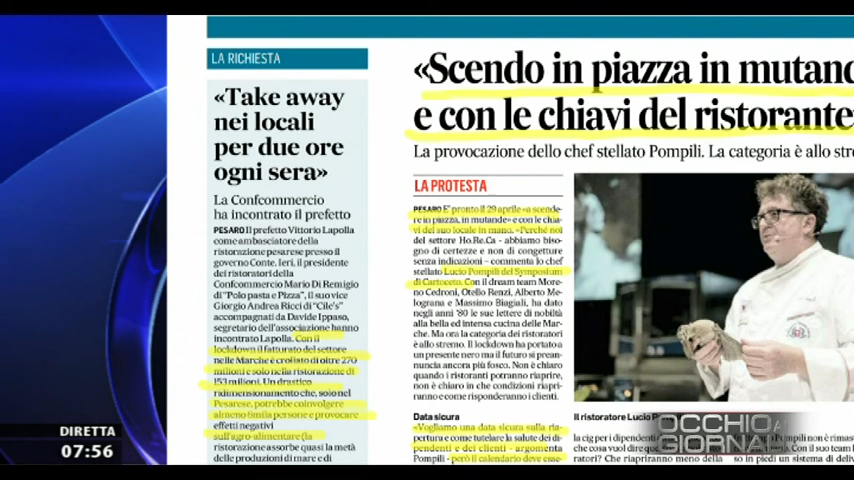 LA RICHIESTA
«Take away
nei locali
per due ore
ogni sera»
La Confcommercio
ha incontrato il prefetto
PESARO Il prefetto Vittorio Lapolla
come ambasciatore della
ristorazione pesarese presso il
governo Conte. Ieri, il presidente
dei ristoratori della
Confcommercio Mario Di Remigio
di "Polo pasta e Pizza", il suo vice
Giorgio Andrea Ricci di "Cile's"
accompagnati da Davide Ippaso,
segretario dell'associazione hanno
incontrato Lapolla. Con il
lockdown il fatturato del settore
nelle Marche è crollato di oltre 270
milioni e solo nella ristorazione di
153 milioni. Un drastico
ridimensionamento che, solo nel
Pesarese, potrebbe coinvolgere
almeno 6mila persone e provocare
effetti negativi
sull'agro-alimentare (la
ristorazione assorbe quasi la metà
delle produzioni di mare e di
«Scendo in piazza in mutand
e con le chiavi del ristorante
La provocazione dello chef stellato Pompili. La categoria è allo stre
LA PROTESTA
PESARO E' pronto il 29 aprile «a scende-
re in piazza, in mutande» e con le chia-
vi del suo locale in mano. «Perché noi
del settore Ho.Re.Ca - abbiamo biso-
gno di certezze e non di congetture
senza indicazioni - commenta lo chef
stellato Lucio Pompili del Symposium
di Cartoceto. Con il dream team More-
no Cedroni, Otello Renzi, Alberto Me-
lograna e Massimo Biagiali, ha dato
negli anni '80 le sue lettere di nobiltà
alla bella ed intensa cucina delle Mar-
che. Ma ora la categoria dei ristoratori
è allo stremo. Il lockdown ha portato a
un presente nero ma il futuro si prean-
nuncia ancora più fosco. Non è chiaro
quando i ristoranti potranno riaprire,
non è chiaro in che condizioni riapri-
ranno e come risponderanno i clienti.
Data sicura
«Vogliamo una data sicura sulla ria-
pertura e come tutelare la salute dei di-
pendenti e dei clienti - argomenta
Pompili - però il calendario deve esse-
Il ristoratore Lucio
la cig per i dipendenti
che cosa vuol dire que
ratori? Che riapriranno meno della
Pompili non è rimas
Con il suo team
so in piedi un sistema di deliv
OCCHIO AI
GIORNALI
DIRETTA
07:56